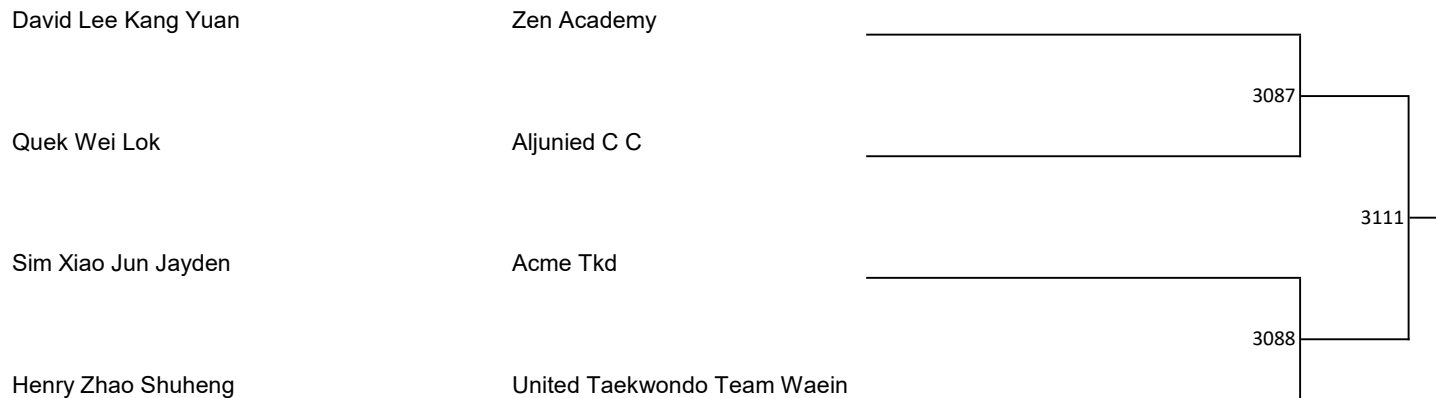 David Lee Kang Yuan Zen Academy
3087
Quek Wei Lok Aljunied C C
3111
Sim Xiao Jun Jayden Acme Tkd
3088
Henry Zhao Shuheng United Taekwondo Team Waein